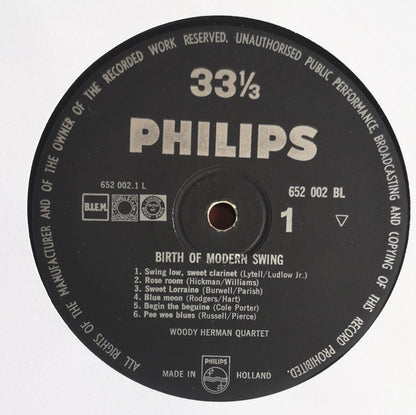 ALL RIGHTS OF THE MANUFACTURER AND OF THE OWNER OF THE RECORDED WORK RESERVED. UNAUTHORISED PUBLIC PERFORMANCE, BROADCASTING AND COPYING OF THIS RECORD PROHIBITED.
33 1/3
PHILIPS
652 002.1 L
652 002 BL
B.I.E.M.
1
BIRTH OF MODERN SWING
1. Swing low, sweet clarinet (Lytell/Ludlow Jr.)
2. Rose room (Hickman/Williams)
3. Sweet Lorraine (Burwell/Parish)
4. Blue moon (Rodgers/Hart)
5. Begin the beguine (Cole Porter)
6. Pee wee blues (Russell/Pierce)
WOODY HERMAN QUARTET
PHILIPS
MADE IN HOLLAND